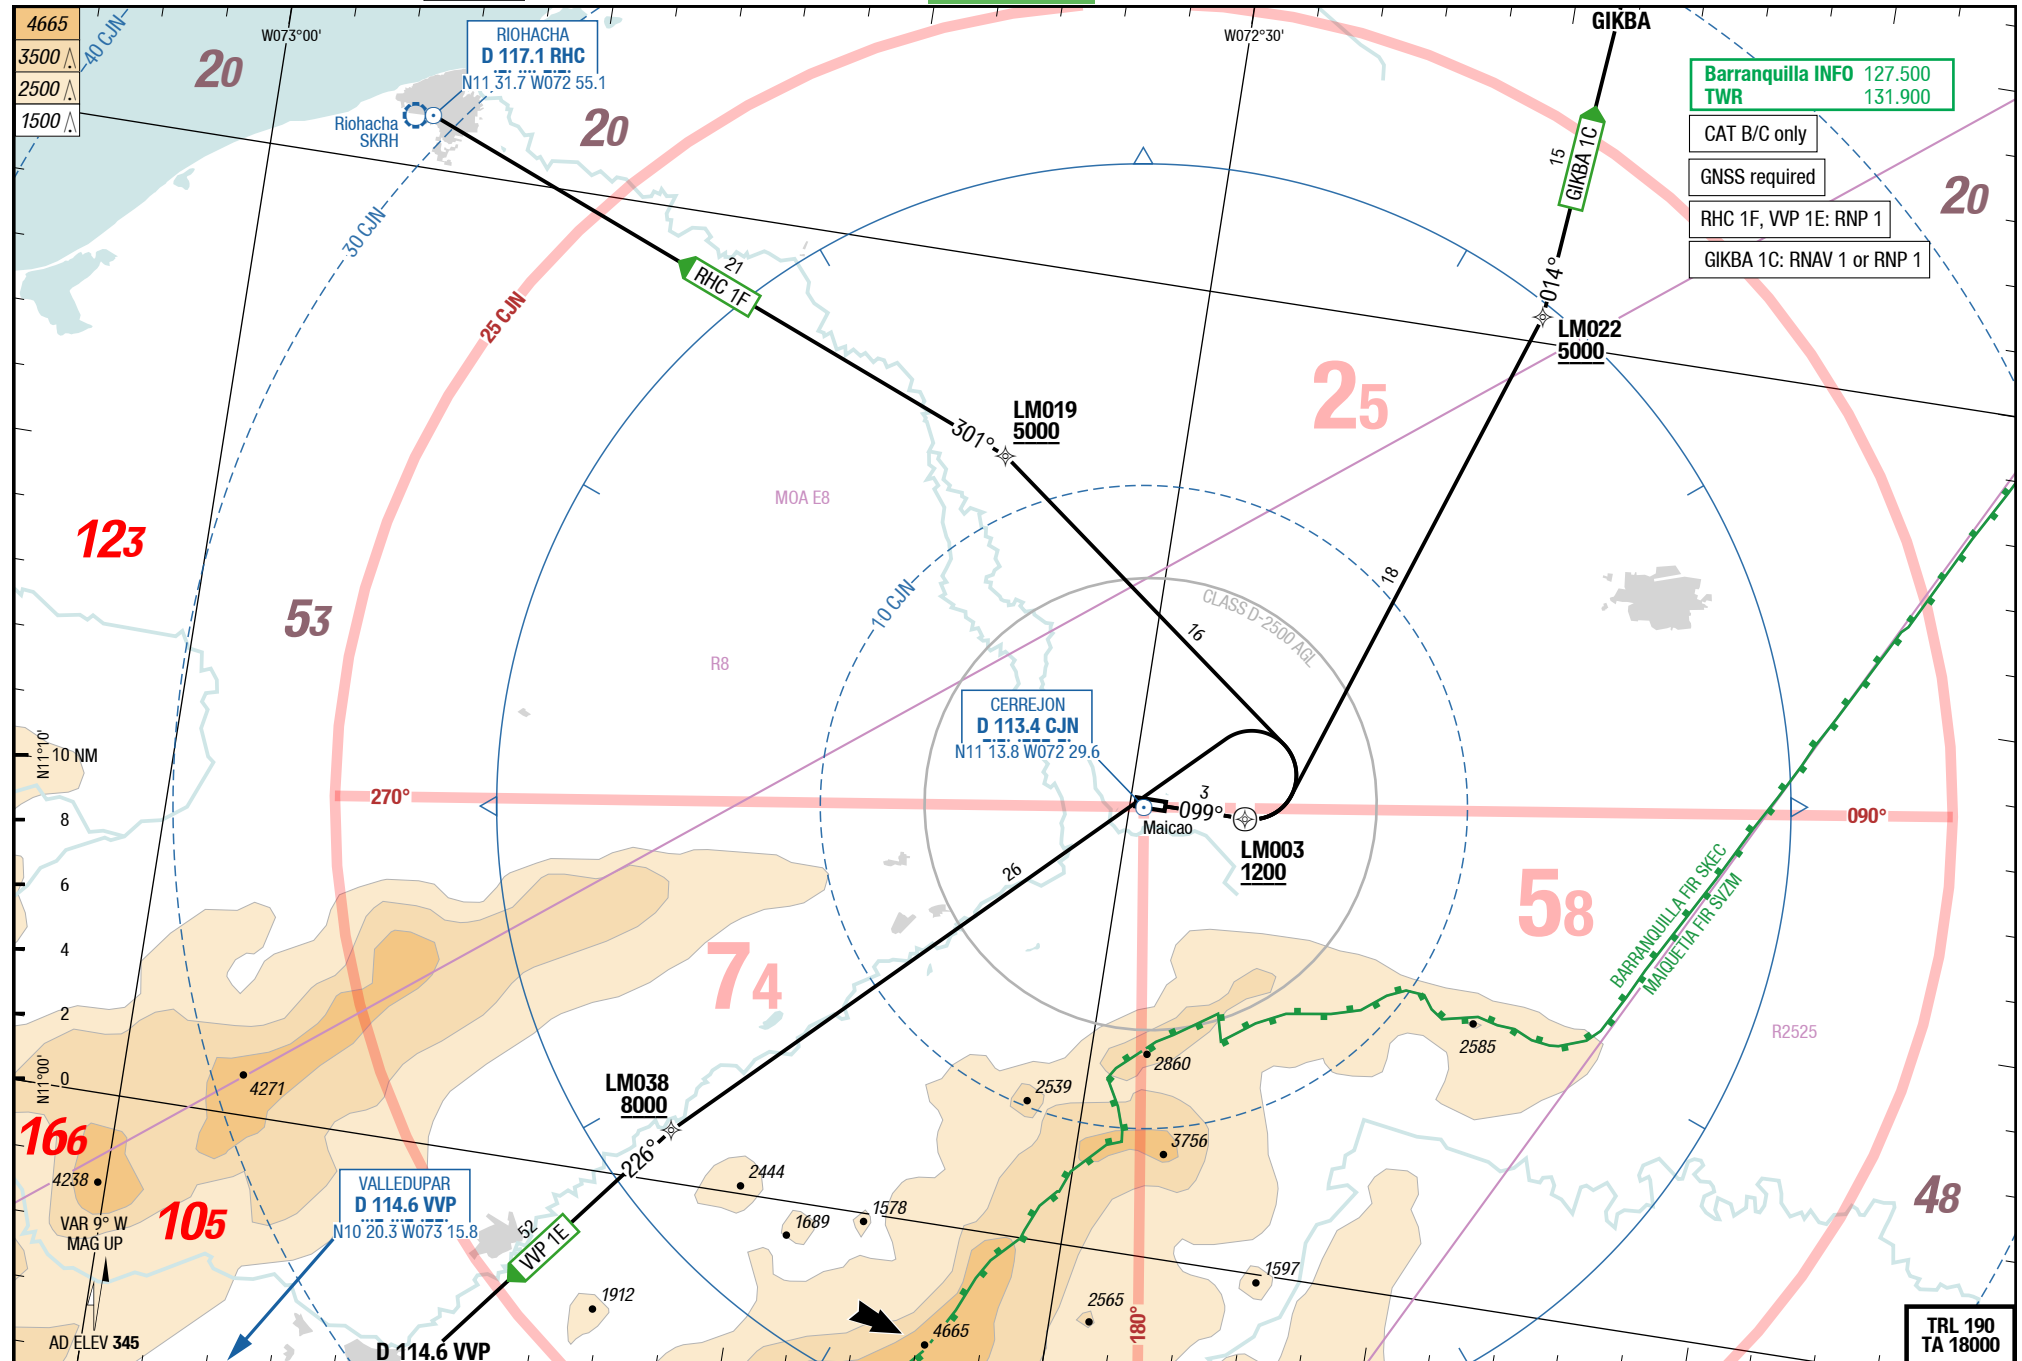 4665
3500
2500
1500
40 CJN
20
W073°00'
RIOHACHA
D 117.1 RHC
N11 31.7 W072 55.1
Riohacha
SKRH
20
W072°30'
GIKBA
Barranquilla INFO 127.500
TWR 131.900
CAT B/C only
GNSS required
RHC 1F, VVP 1E: RNP 1
GIKBA 1C: RNAV 1 or RNP 1
20
15
GIKBA 1C
014°
LM022
5000
30 CJN
25 CJN
21
RHC 1F
25
LM019
5000
301°
MOA E8
123
53
10 CJN
CLASS D-2500 AGL
18
16
R8
CERREJON
D 113.4 CJN
N11 13.8 W072 29.6
N11°10'
10 NM
8
6
4
2
0
N11°00'
270°
3
099°
Maicao
090°
LM003
1200
26
58
74
BARRANQUILLA FIR SKEC
MAIQUETIA FIR SVZM
R2525
2585
2860
2539
4271
LM038
8000
226°
3756
166
4238
105
2444
1578
1689
VALLEDUPAR
D 114.6 VVP
N10 20.3 W073 15.8
48
VAR 9° W
MAG UP
52
VVP 1E
1912
1597
2565
4665
180°
AD ELEV 345
D 114.6 VVP
TRL 190
TA 18000